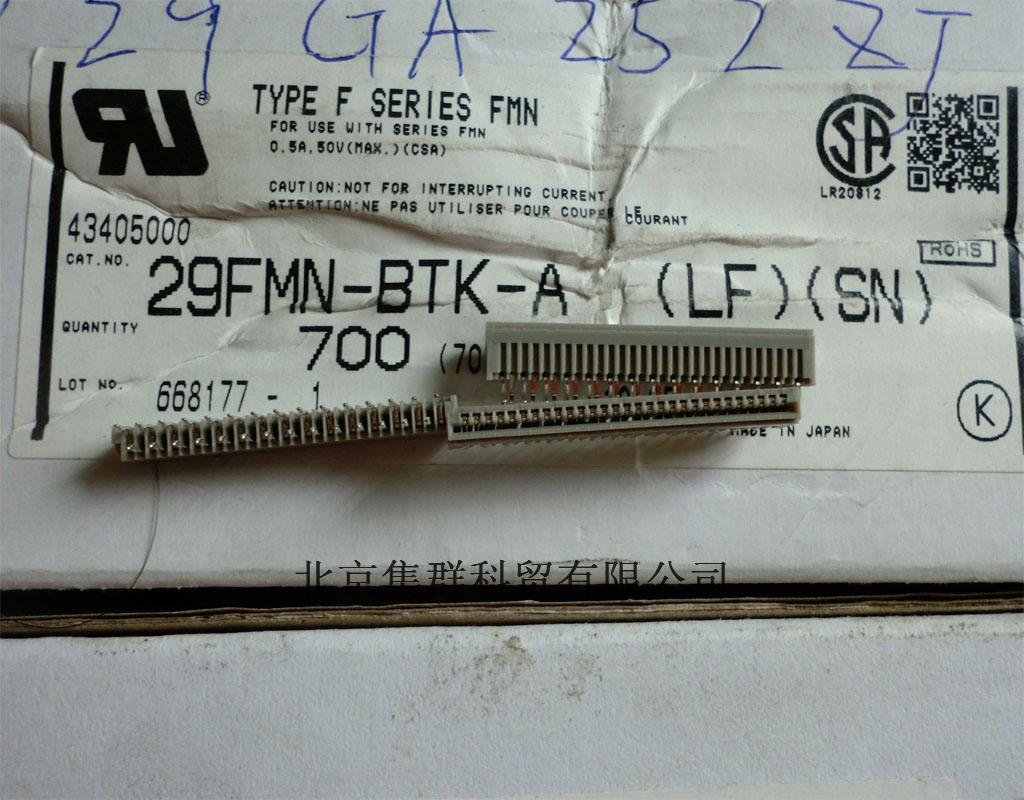 29 GA 252 ZJ
TYPE F SERIES FMN
FOR USE WITH SERIES FMN
0.5A,50V(MAX.)(CSA)
CAUTION:NOT FOR INTERRUPTING CURRENT
ATTENTION:NE PAS UTILISER POUR COUPER LE COURANT
LR20812
43405000
RoHS
CAT.NO. 29FMN-BTK-A (LF)(SN)
QUANTITY 700 (70
LOT NO. 668177 - 1
K
MADE IN JAPAN
北京集群科贸有限公司